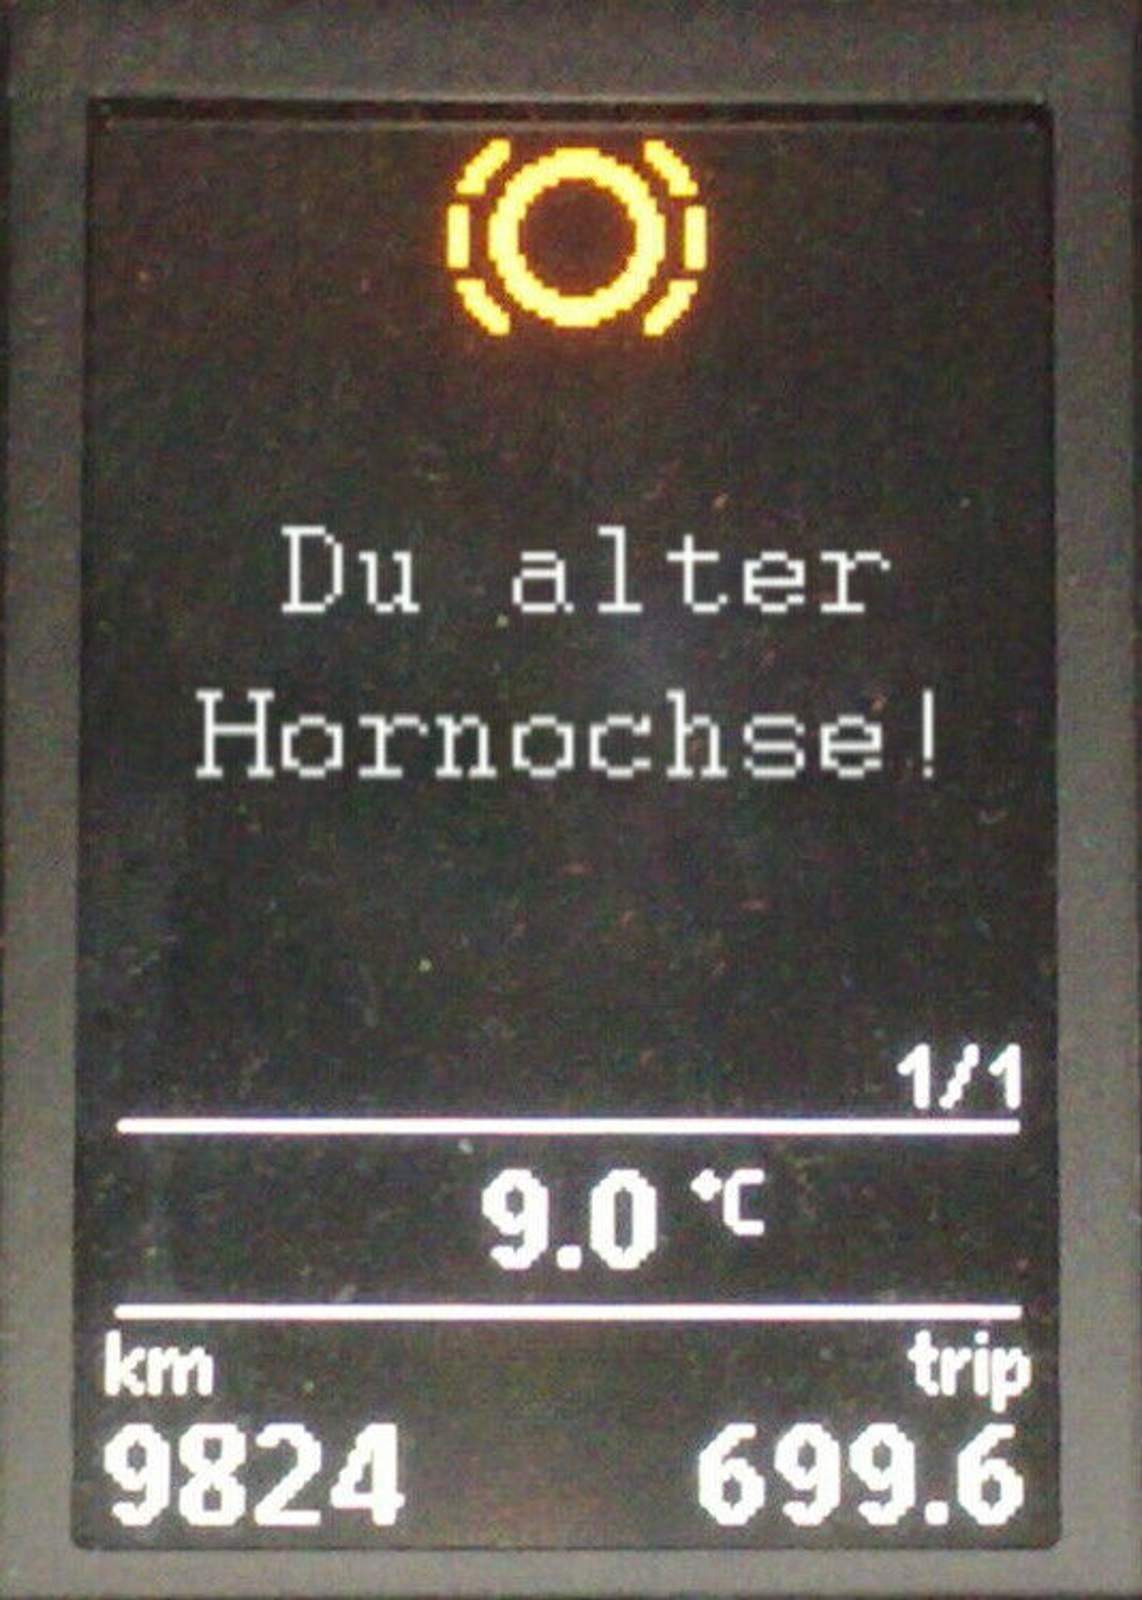 Du alter
Hornochse!
1/1
9.0 °C
km trip
9824 699.6